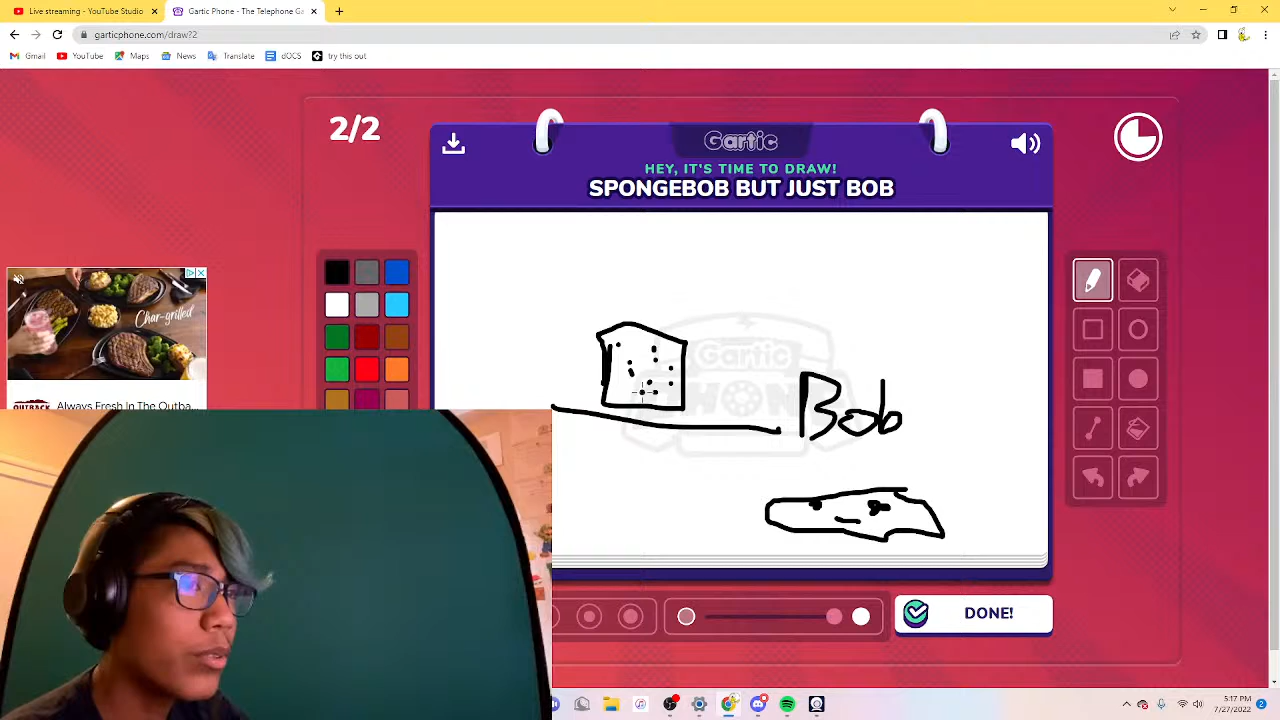 Live streaming - YouTube Studio
Gartic Phone - The Telephone Ga
garticphone.com/draw?2
Gmail
YouTube
Maps
News
Translate
dOCS
try this out
2/2
Gartic
HEY, IT'S TIME TO DRAW!
SPONGEBOB BUT JUST BOB
Char-grilled
OUTBACK
Always Fresh In The Outba...
Gartic
Bob
DONE!
5:17 PM
7/27/2022
2